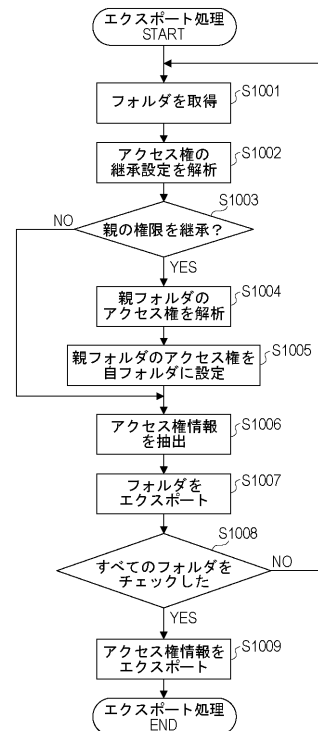 エクスポート処理
START
フォルダを取得
S1001
アクセス権の
継承設定を解析
S1002
親の権限を継承？
S1003
NO
YES
親フォルダの
アクセス権を解析
S1004
親フォルダのアクセス権を
自フォルダに設定
S1005
アクセス権情報
を抽出
S1006
フォルダを
エクスポート
S1007
すべてのフォルダを
チェックした
S1008
NO
YES
アクセス権情報を
エクスポート
S1009
エクスポート処理
END